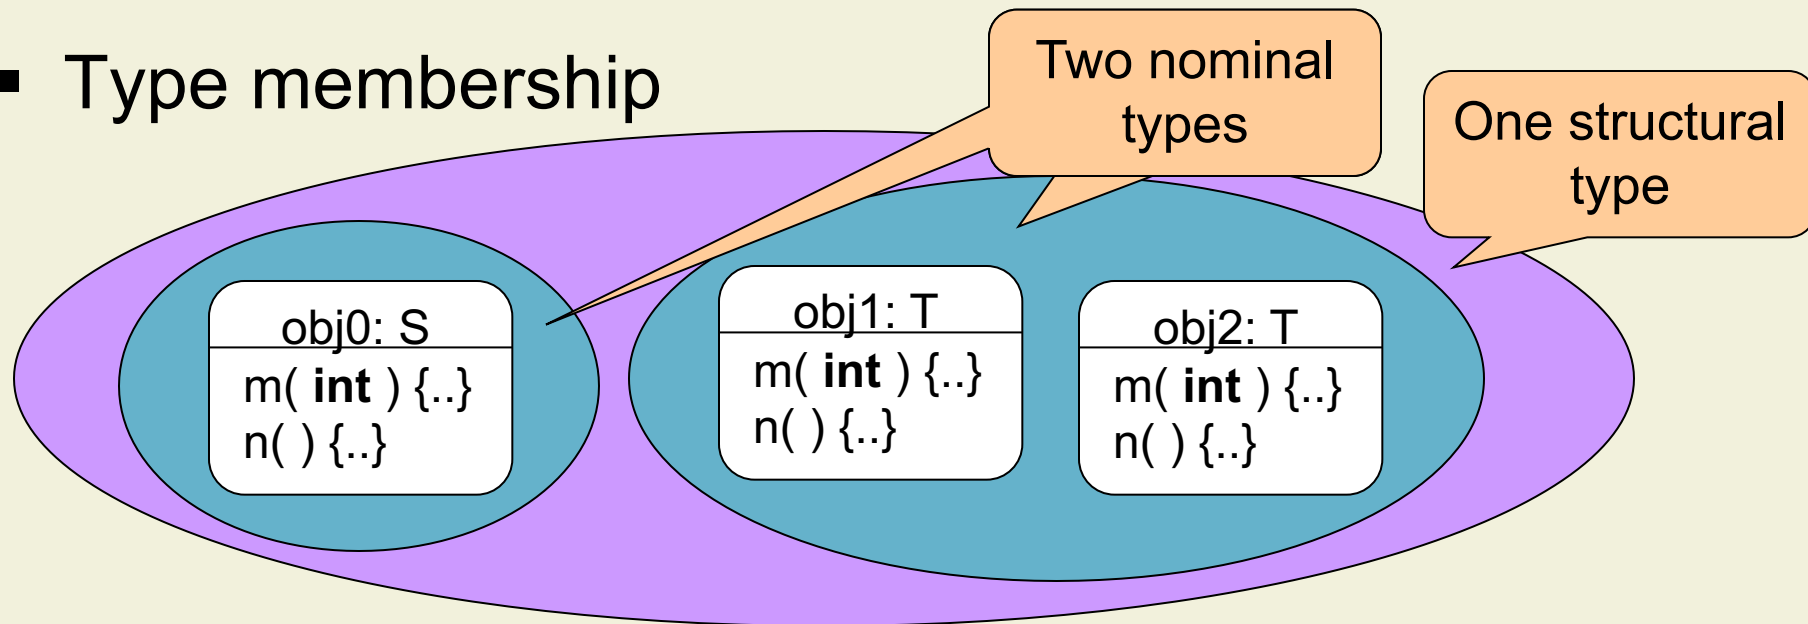 ▪ Type membership
Two nominal
types
One structural
type
obj0: S
m( int ) {..}
n( ) {..}
obj1: T
m( int ) {..}
n( ) {..}
obj2: T
m( int ) {..}
n( ) {..}